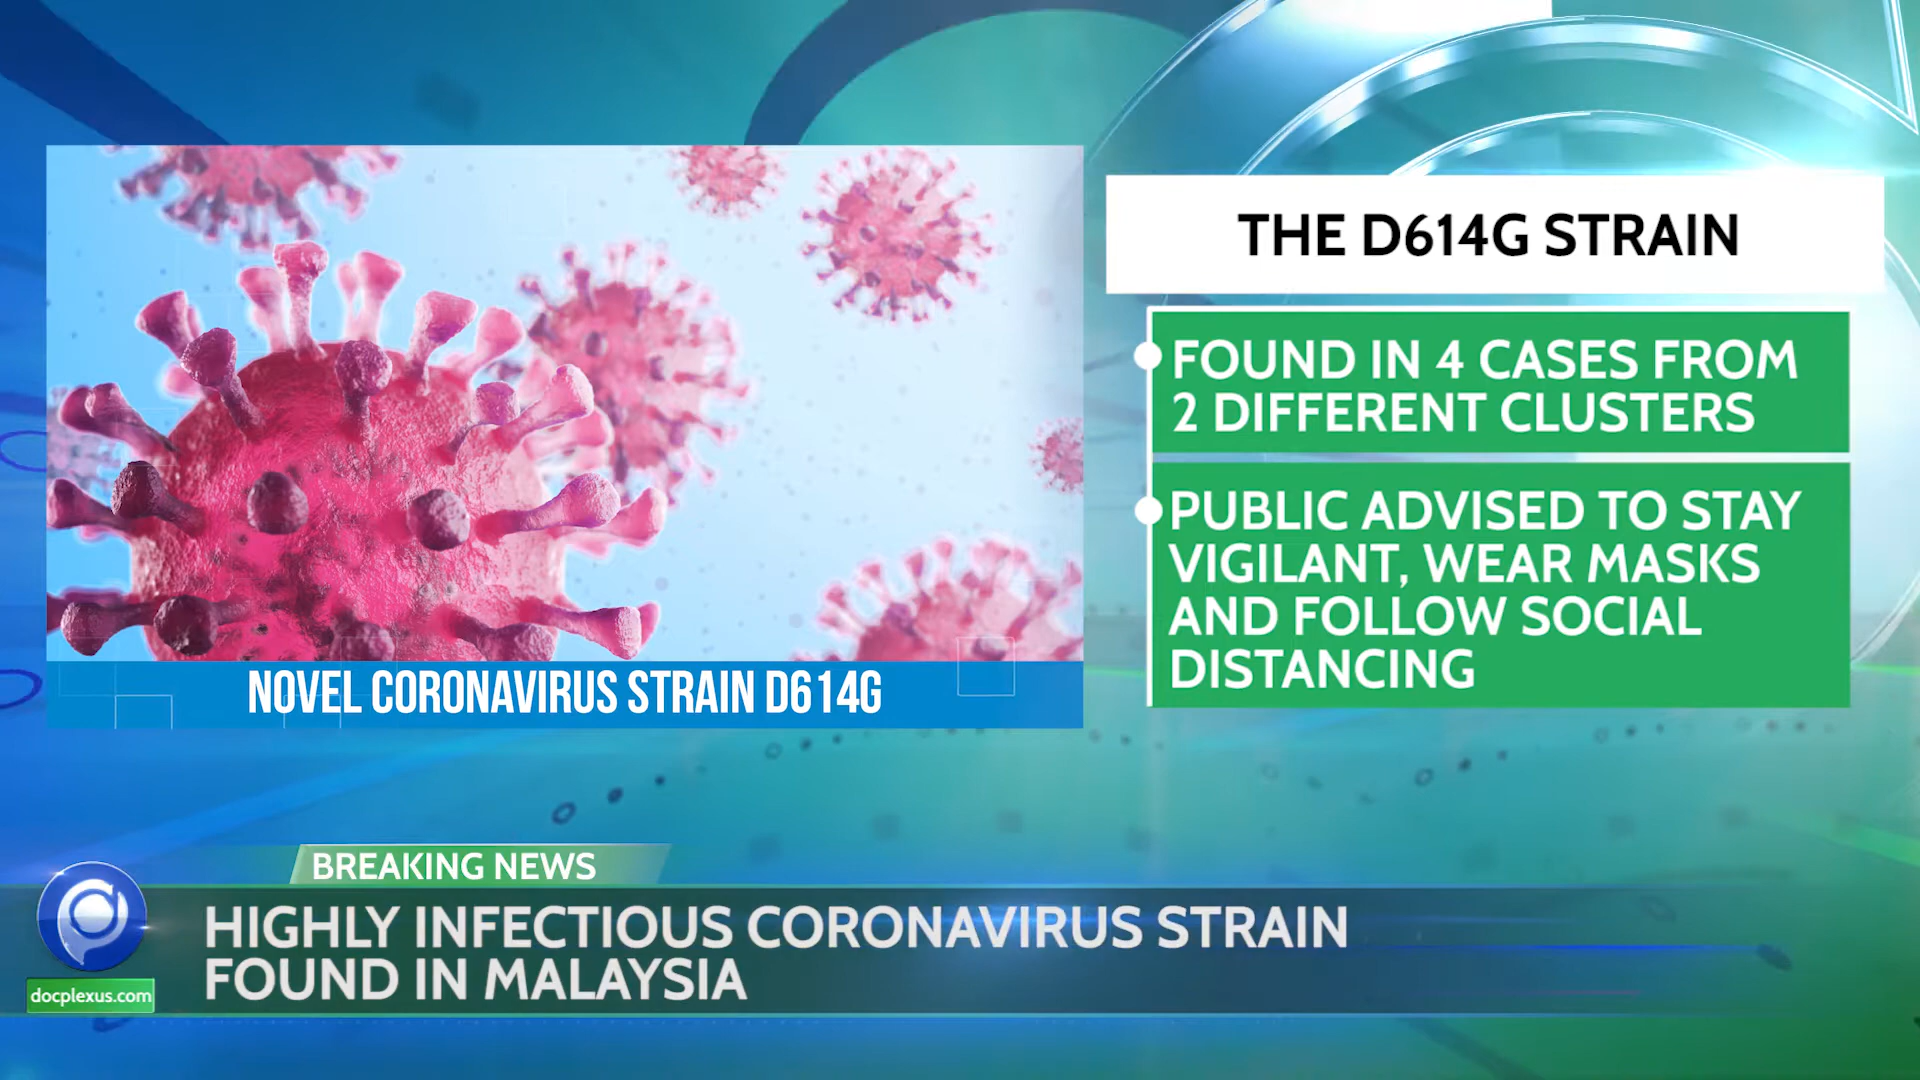 THE D614G STRAIN
FOUND IN 4 CASES FROM
2 DIFFERENT CLUSTERS
PUBLIC ADVISED TO STAY
VIGILANT, WEAR MASKS
AND FOLLOW SOCIAL
DISTANCING
NOVEL CORONAVIRUS STRAIN D614G
BREAKING NEWS
HIGHLY INFECTIOUS CORONAVIRUS STRAIN
FOUND IN MALAYSIA
docplexus.com